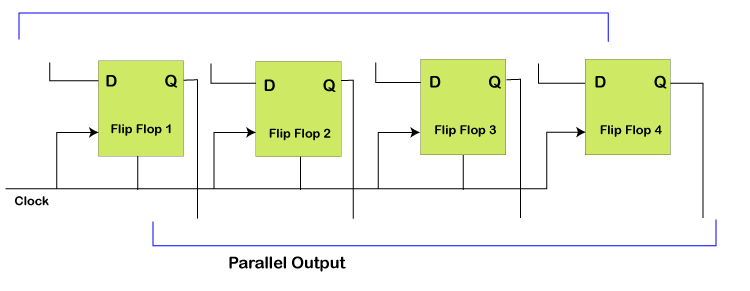 D Q
Flip Flop 1
D Q
Flip Flop 2
D Q
Flip Flop 3
D Q
Flip Flop 4
Clock
Parallel Output